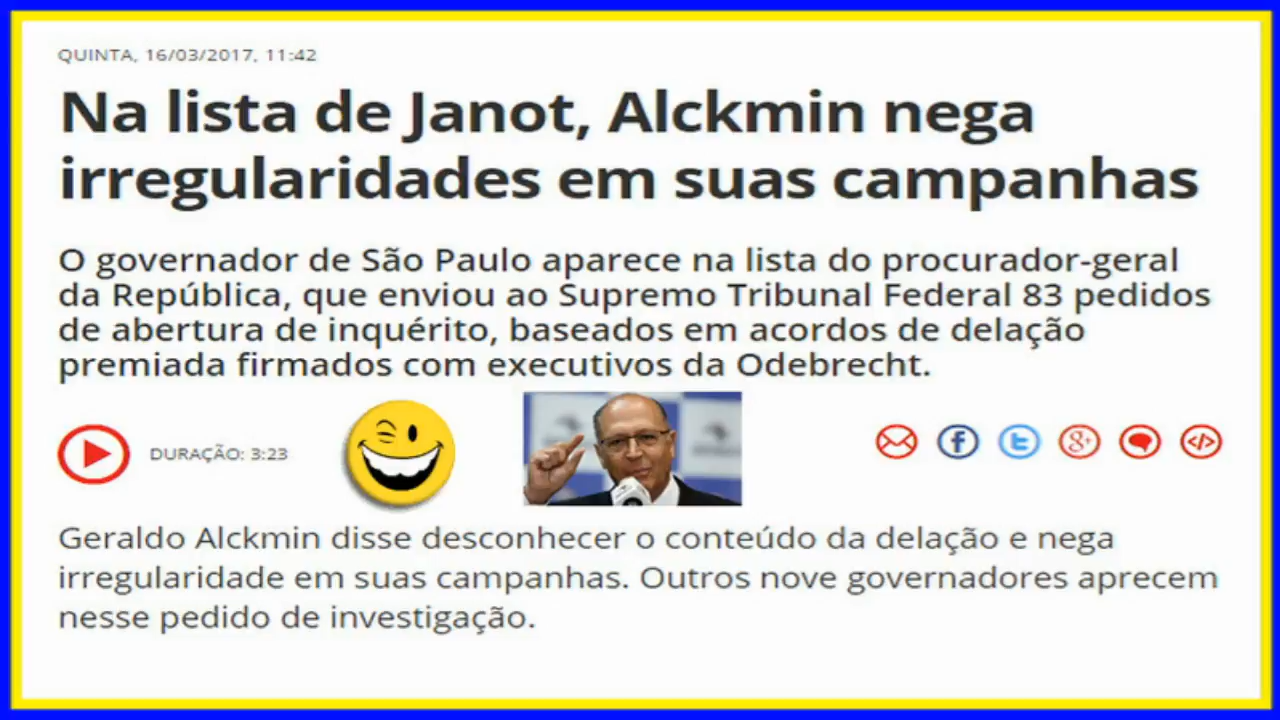 QUINTA, 16/03/2017, 11:42
Na lista de Janot, Alckmin nega
irregularidades em suas campanhas
O governador de São Paulo aparece na lista do procurador-geral
da República, que enviou ao Supremo Tribunal Federal 83 pedidos
de abertura de inquérito, baseados em acordos de delação
premiada firmados com executivos da Odebrecht.
DURAÇÃO: 3:23
Geraldo Alckmin disse desconhecer o conteúdo da delação e nega
irregularidade em suas campanhas. Outros nove governadores aprecem
nesse pedido de investigação.